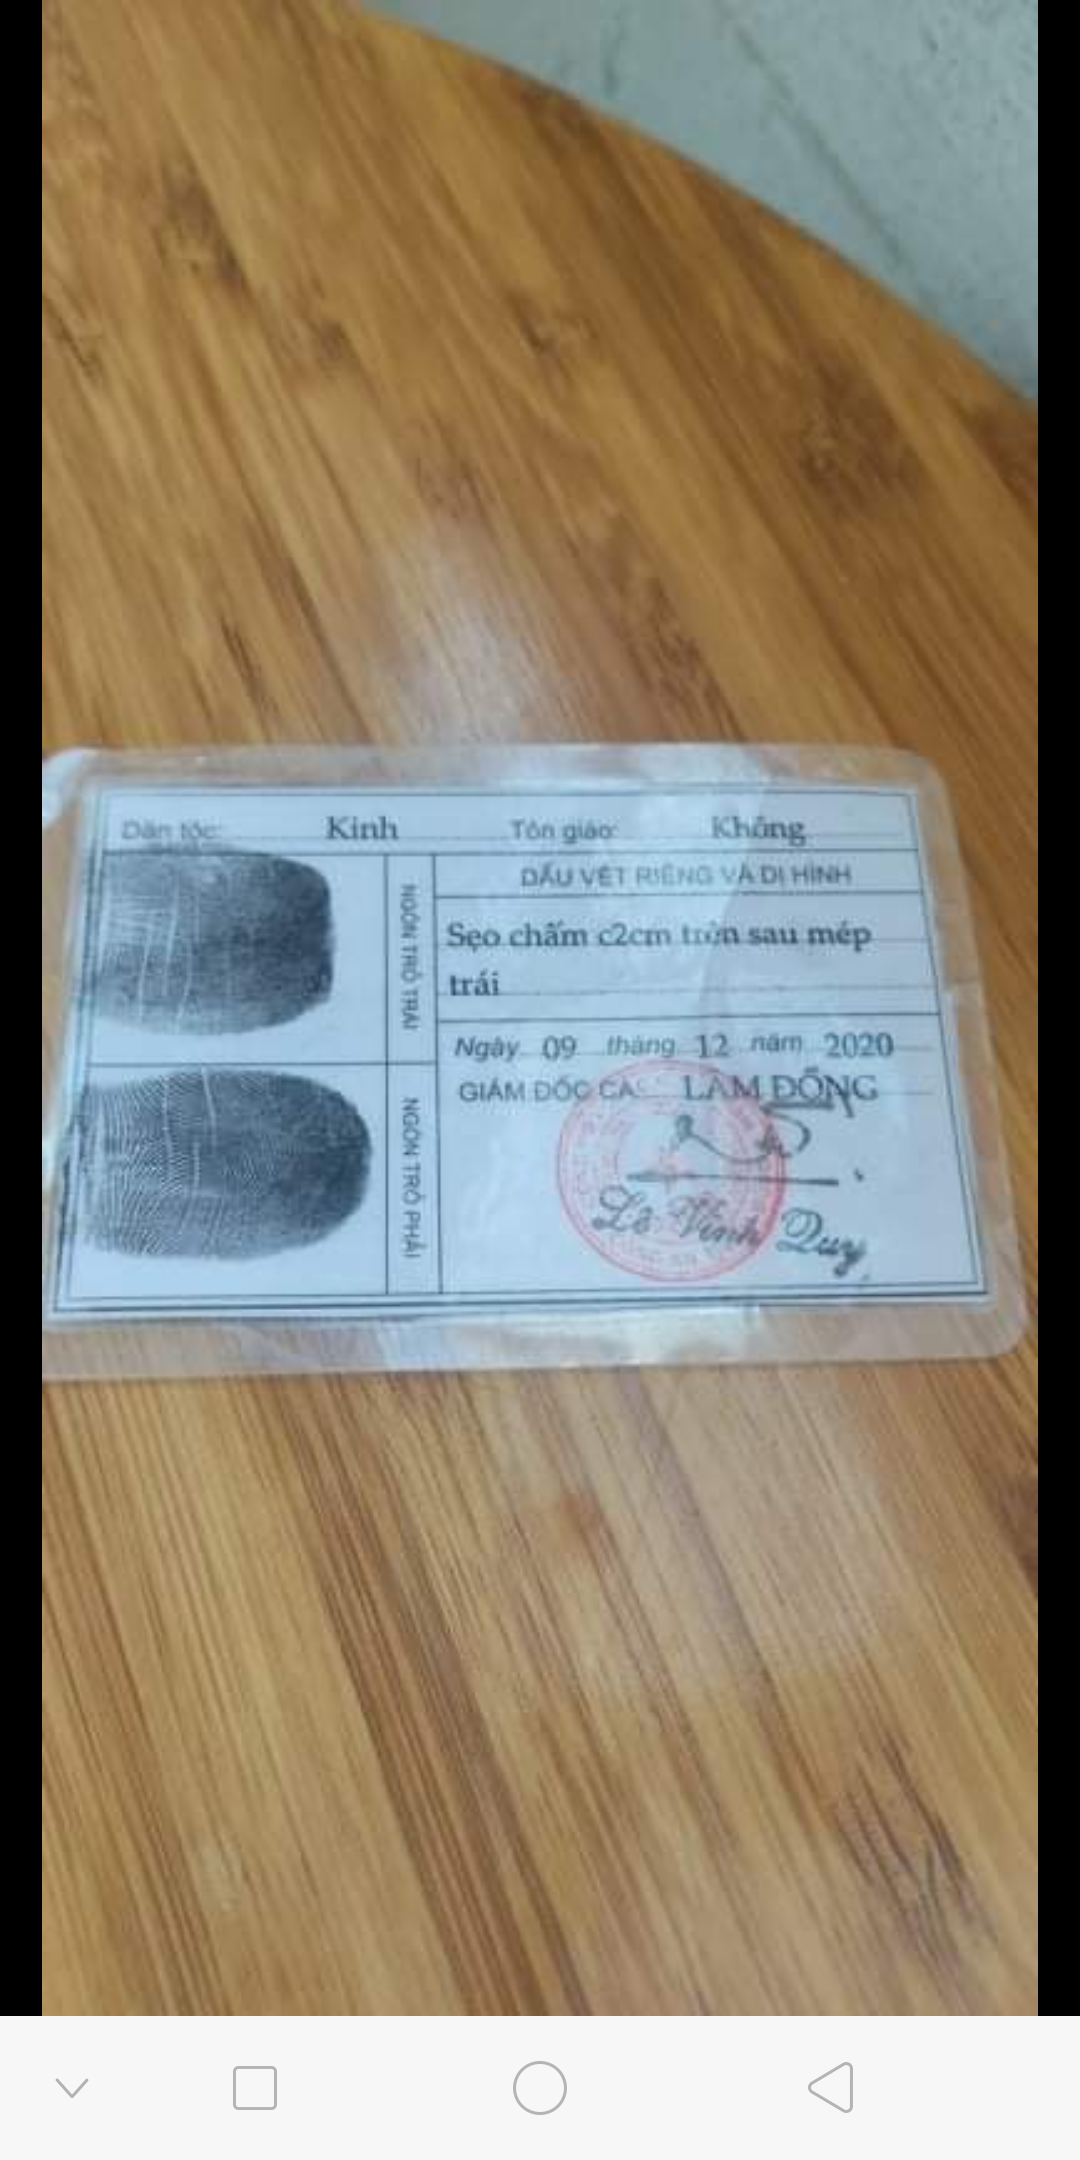 Dân tộc: Kinh Tôn giáo: Không
NGÓN TRỎ TRÁI
DẤU VẾT RIÊNG VÀ DỊ HÌNH
Sẹo chấm c2cm trên sau mép
trái
NGÓN TRỎ PHẢI
Ngày 09 tháng 12 năm 2020
GIÁM ĐỐC CA LÂM ĐỒNG
Lê Vinh Quy